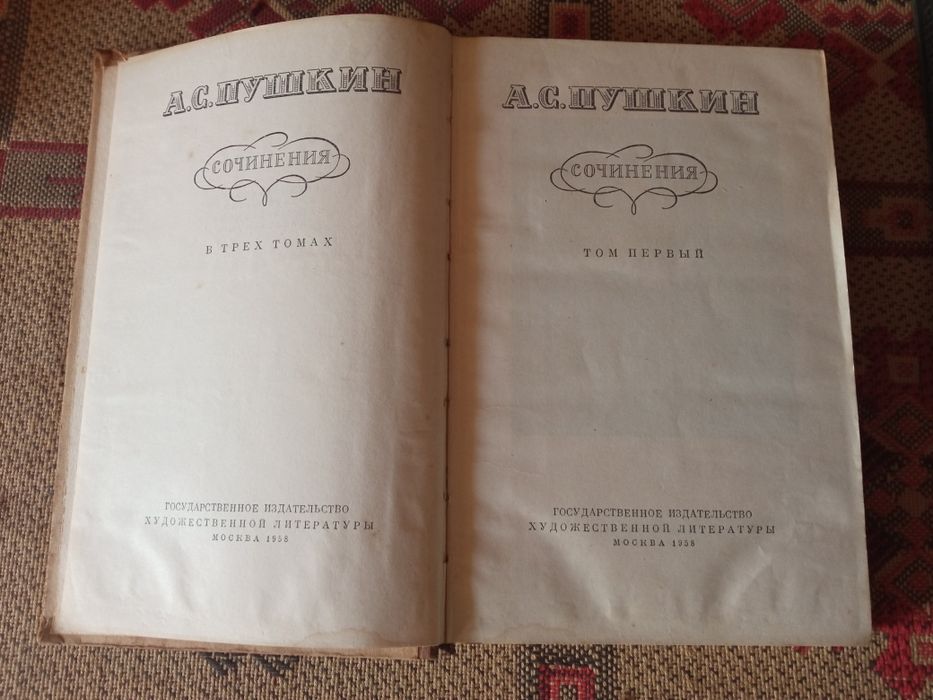 А.С.ПУШКИН
СОЧИНЕНИЯ
В ТРЕХ ТОМАХ
ГОСУДАРСТВЕННОЕ ИЗДАТЕЛЬСТВО
ХУДОЖЕСТВЕННОЙ ЛИТЕРАТУРЫ
МОСКВА 1958
А.С.ПУШКИН
СОЧИНЕНИЯ
ТОМ ПЕРВЫЙ
ГОСУДАРСТВЕННОЕ ИЗДАТЕЛЬСТВО
ХУДОЖЕСТВЕННОЙ ЛИТЕРАТУРЫ
МОСКВА 1958